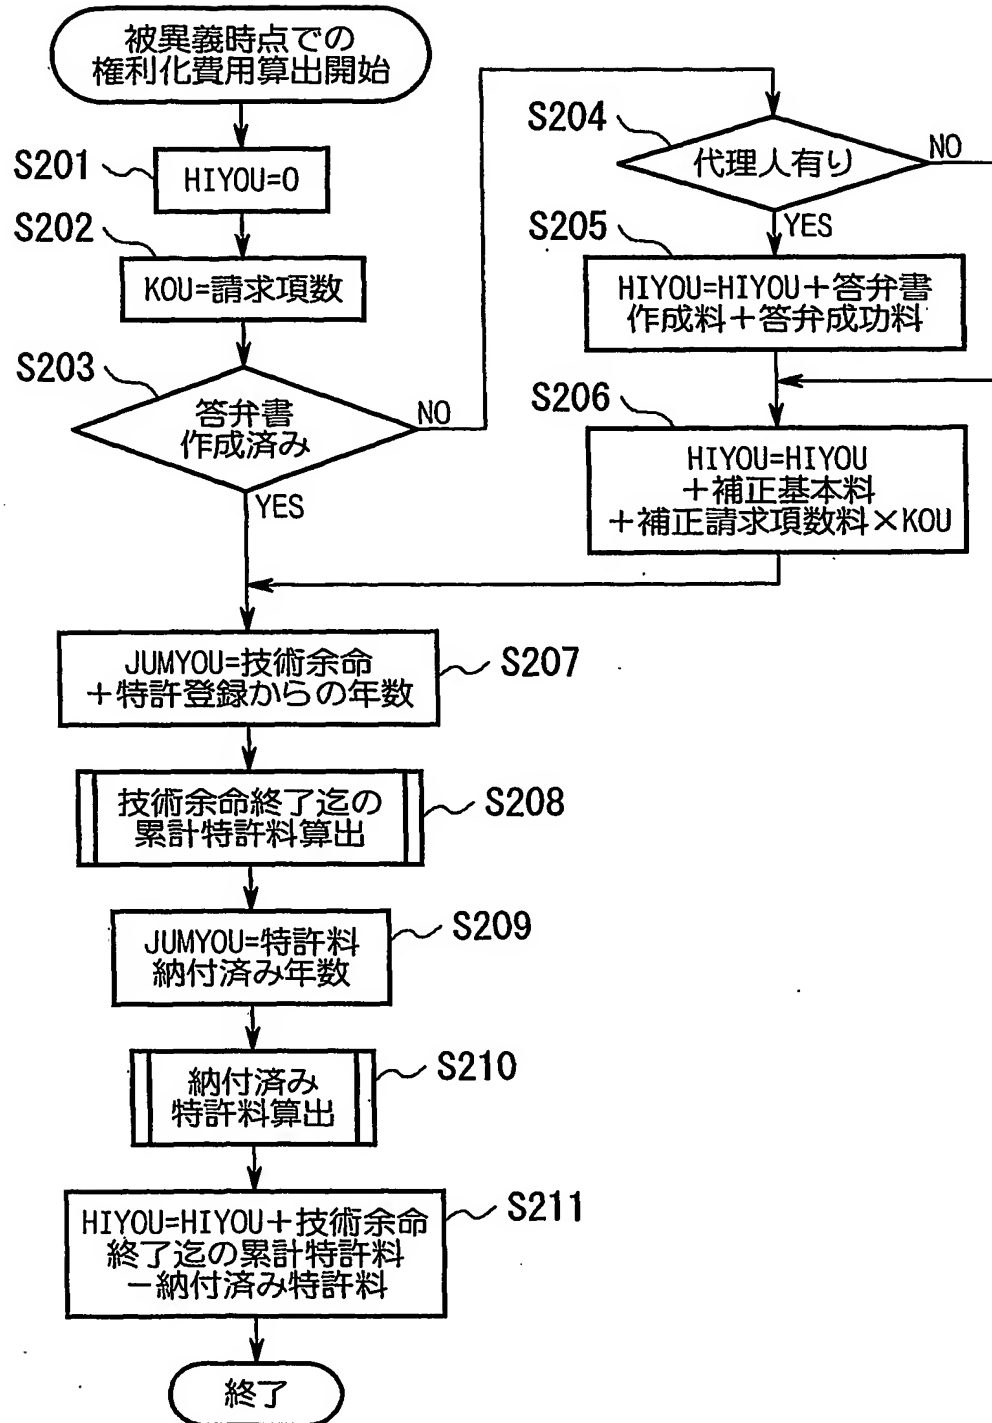 被異義時点での
権利化費用算出開始
S201
HIYOU=0
S202
KOU=請求項数
S203
答弁書
作成済み
NO
YES
S204
代理人有り
NO
YES
S205
HIYOU=HIYOU+答弁書
作成料+答弁成功料
S206
HIYOU=HIYOU
+補正基本料
+補正請求項数料×KOU
JUMYOU=技術余命
+特許登録からの年数
S207
技術余命終了迄の
累計特許料算出
S208
JUMYOU=特許料
納付済み年数
S209
納付済み
特許料算出
S210
HIYOU=HIYOU+技術余命
終了迄の累計特許料
-納付済み特許料
S211
終了